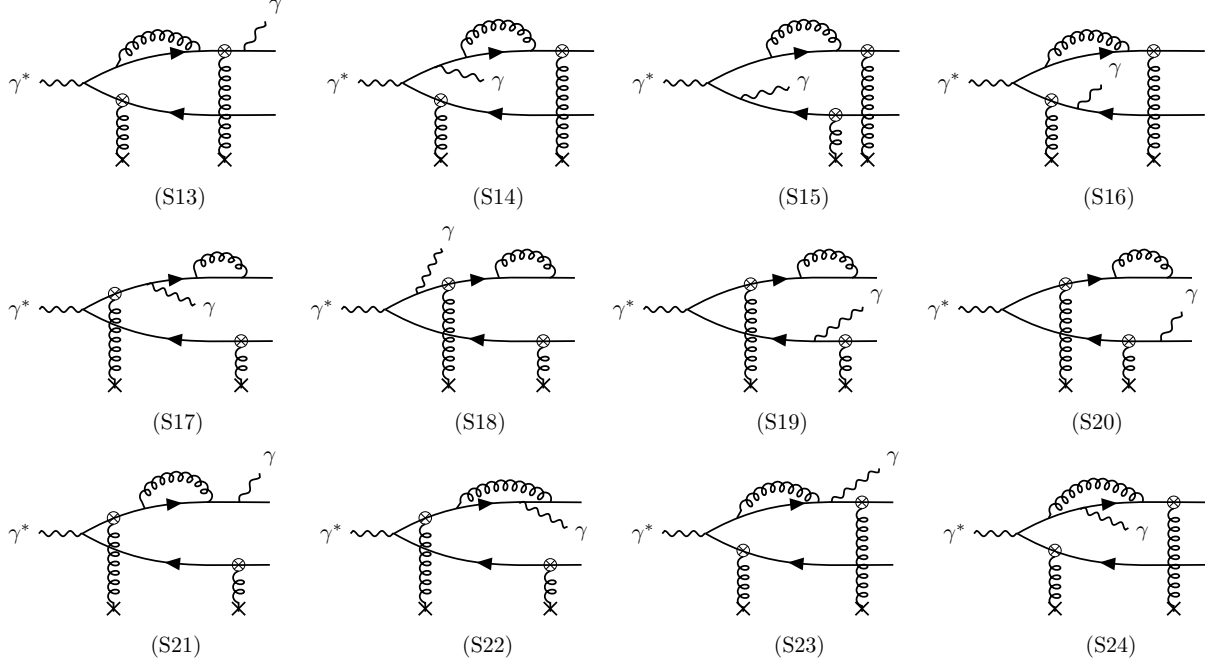 γ
γ* γ* γ γ* γ γ* γ
(S13) (S14) (S15) (S16)
γ
γ* γ γ* γ* γ γ* γ
(S17) (S18) (S19) (S20)
γ γ
γ* γ* γ γ* γ* γ
(S21) (S22) (S23) (S24)